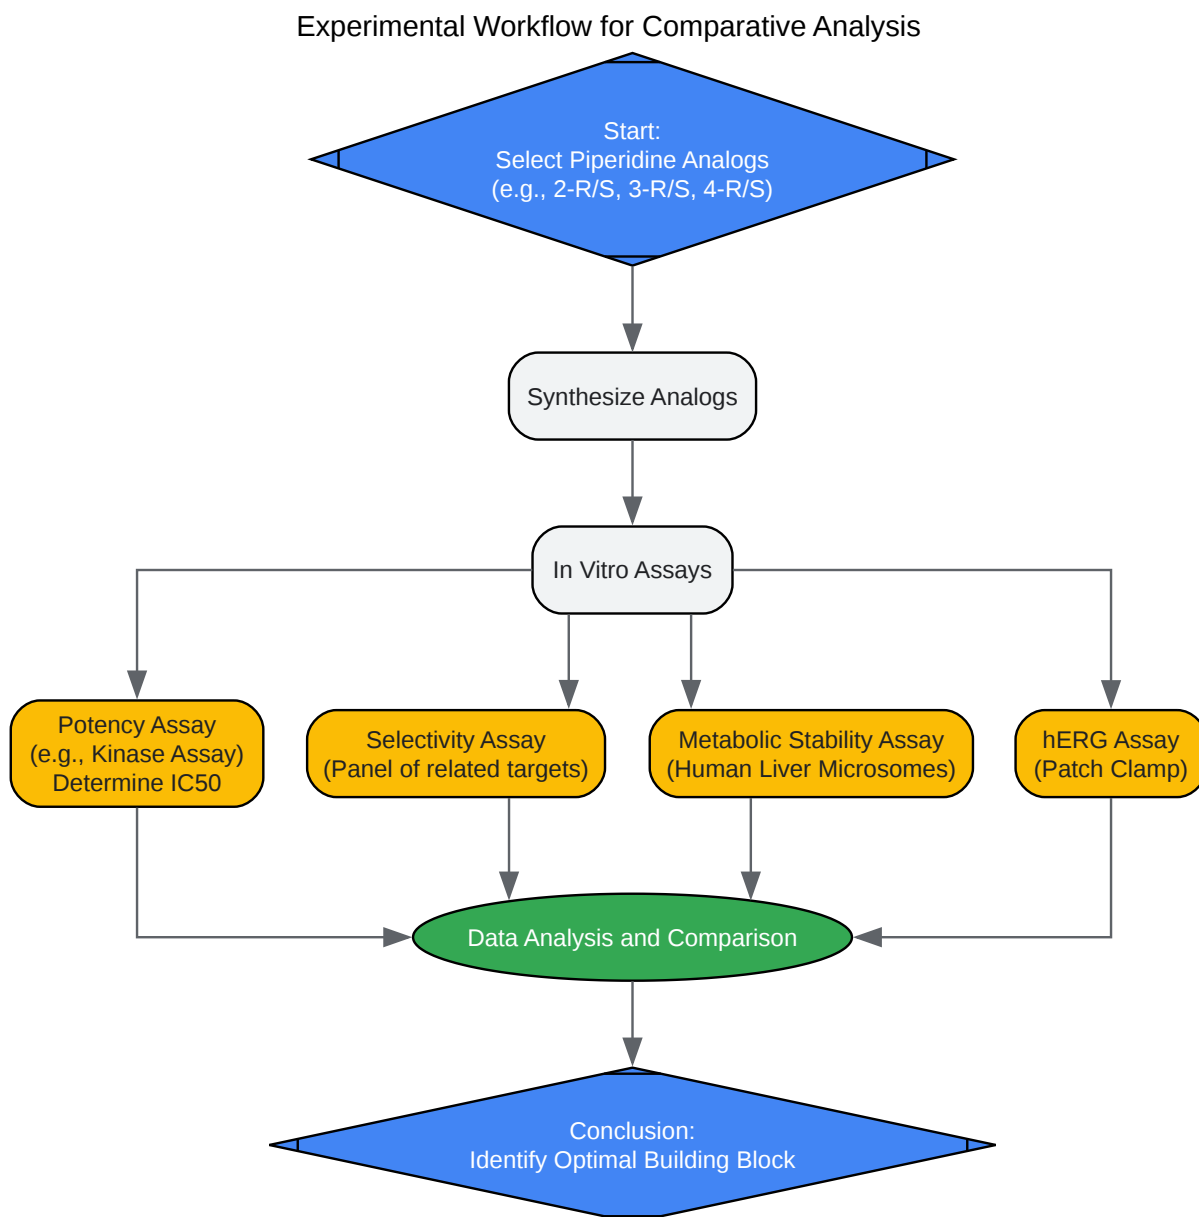 Experimental Workflow for Comparative Analysis
Start:
Select Piperidine Analogs
(e.g., 2-R/S, 3-R/S, 4-R/S)
Synthesize Analogs
In Vitro Assays
Potency Assay
(e.g., Kinase Assay)
Determine IC50
Selectivity Assay
(Panel of related targets)
Metabolic Stability Assay
(Human Liver Microsomes)
hERG Assay
(Patch Clamp)
Data Analysis and Comparison
Conclusion:
Identify Optimal Building Block